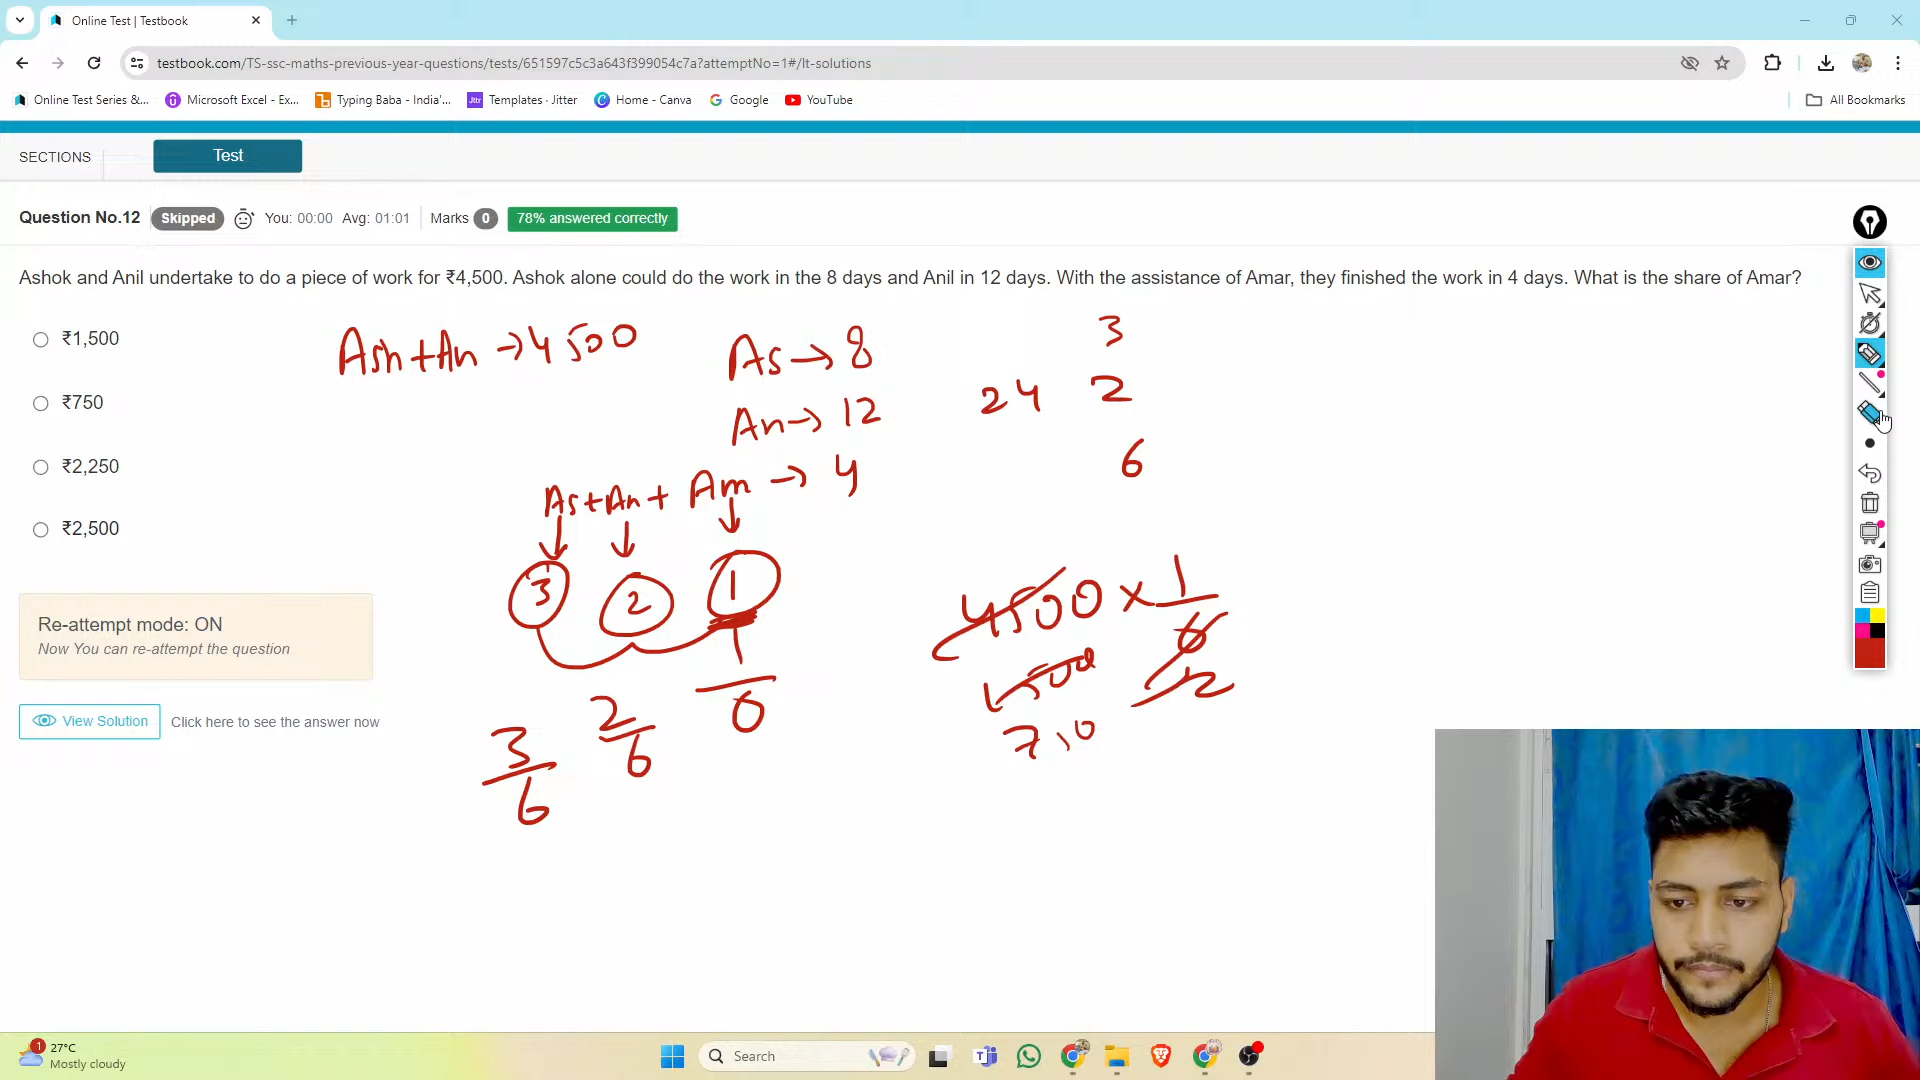 Online Test | Testbook
testbook.com/TS-ssc-maths-previous-year-questions/tests/651597c5c3a643f399054c7a?attemptNo=1#/lt-solutions
Online Test Series &... Microsoft Excel - Ex... Typing Baba - India'... Jttr Templates · Jitter Home - Canva Google YouTube All Bookmarks
SECTIONS Test
Question No.12 Skipped You: 00:00 Avg: 01:01 Marks 0 78% answered correctly
Ashok and Anil undertake to do a piece of work for ₹4,500. Ashok alone could do the work in the 8 days and Anil in 12 days. With the assistance of Amar, they finished the work in 4 days. What is the share of Amar?
₹1,500
₹750
₹2,250
₹2,500
Ash+An → 4500
As → 8
An → 12
As+An+ Am → 4
3
24 2
6
3 2 1
1/6
2/6
3/6
4500 × 1/6
1500 2
750
Re-attempt mode: ON
Now You can re-attempt the question
View Solution Click here to see the answer now
1 27°C
Mostly cloudy
Search